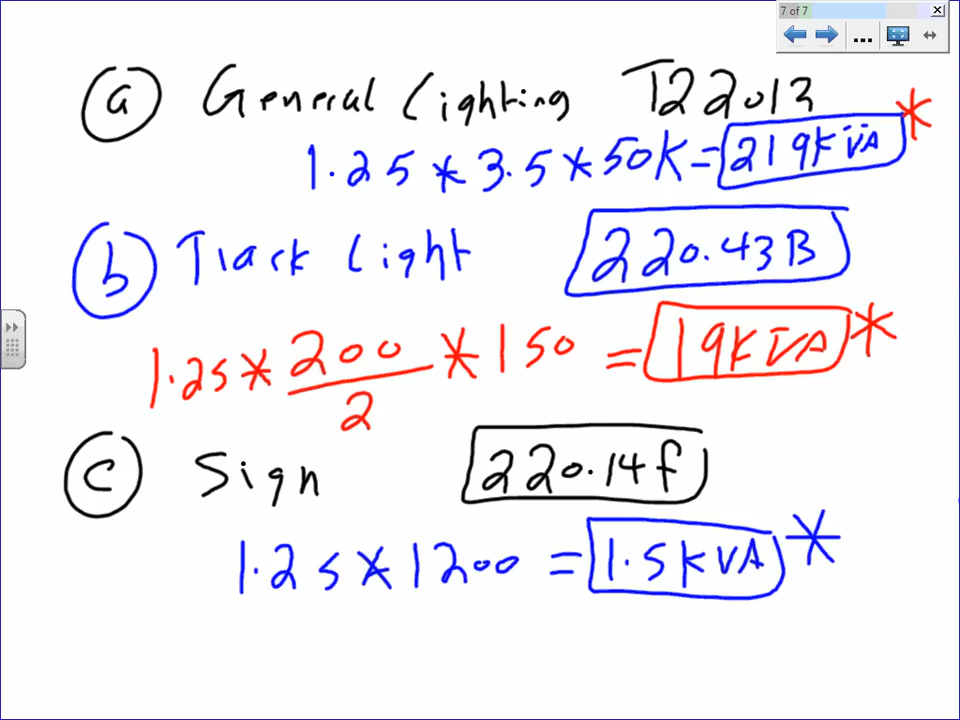 7 of 7
a General Lighting T22013
1.25 * 3.5 * 50K = 219KVA *
b Track Light 220.43B
1.25 * 200/2 * 150 = 19KVA *
c Sign 220.14f
1.25 * 1200 = 1.5KVA *